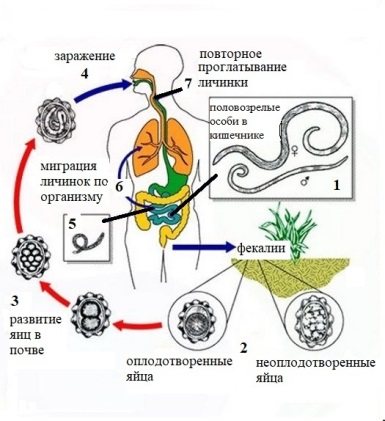 заражение
4
повторное
проглатывание
личинки
7
половозрелые
особи в
кишечнике
♀
♂
1
миграция
личинок по
организму
6
5
фекалии
3
развитие
яиц в
почве
2
оплодотворенные
яйца
неоплодотворенные
яйца